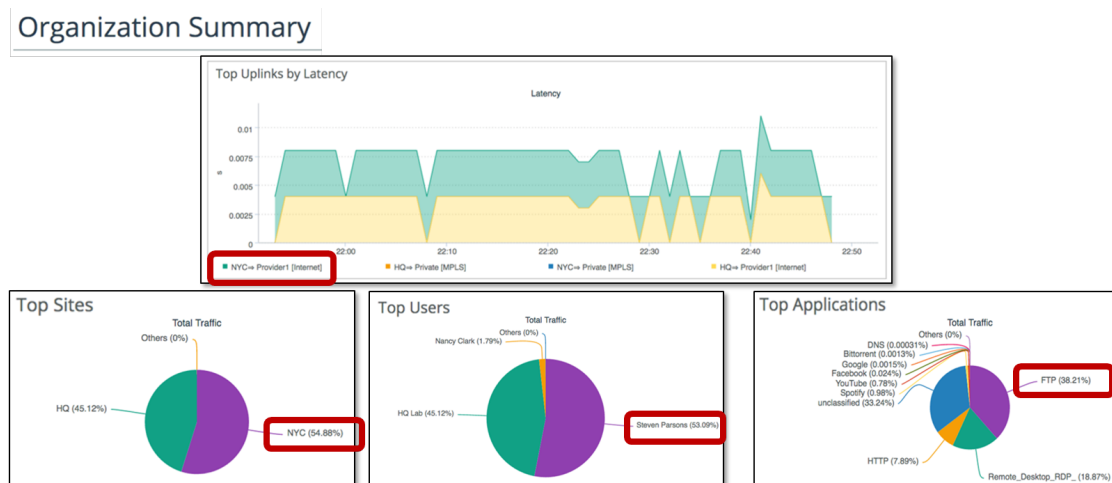 Organization Summary
Top Uplinks by Latency
Latency
0.01
0.0075
s
0.005
0.0025
0
22:00 22:10 22:20 22:30 22:40 22:50
NYC⇒ Provider1 [Internet] HQ⇒ Private [MPLS] NYC⇒ Private [MPLS] HQ⇒ Provider1 [Internet]
Top Sites
Total Traffic
Others (0%)
HQ (45.12%)
NYC (54.88%)
Top Users
Total Traffic
Others (0%)
Nancy Clark (1.79%)
HQ Lab (45.12%)
Steven Parsons (53.09%)
Top Applications
Total Traffic
Others (0%)
DNS (0.00031%)
Bittorrent (0.0013%)
Google (0.0015%)
Facebook (0.024%)
YouTube (0.78%)
Spotify (0.98%)
unclassified (33.24%)
FTP (38.21%)
HTTP (7.89%)
Remote_Desktop_RDP_ (18.87%)